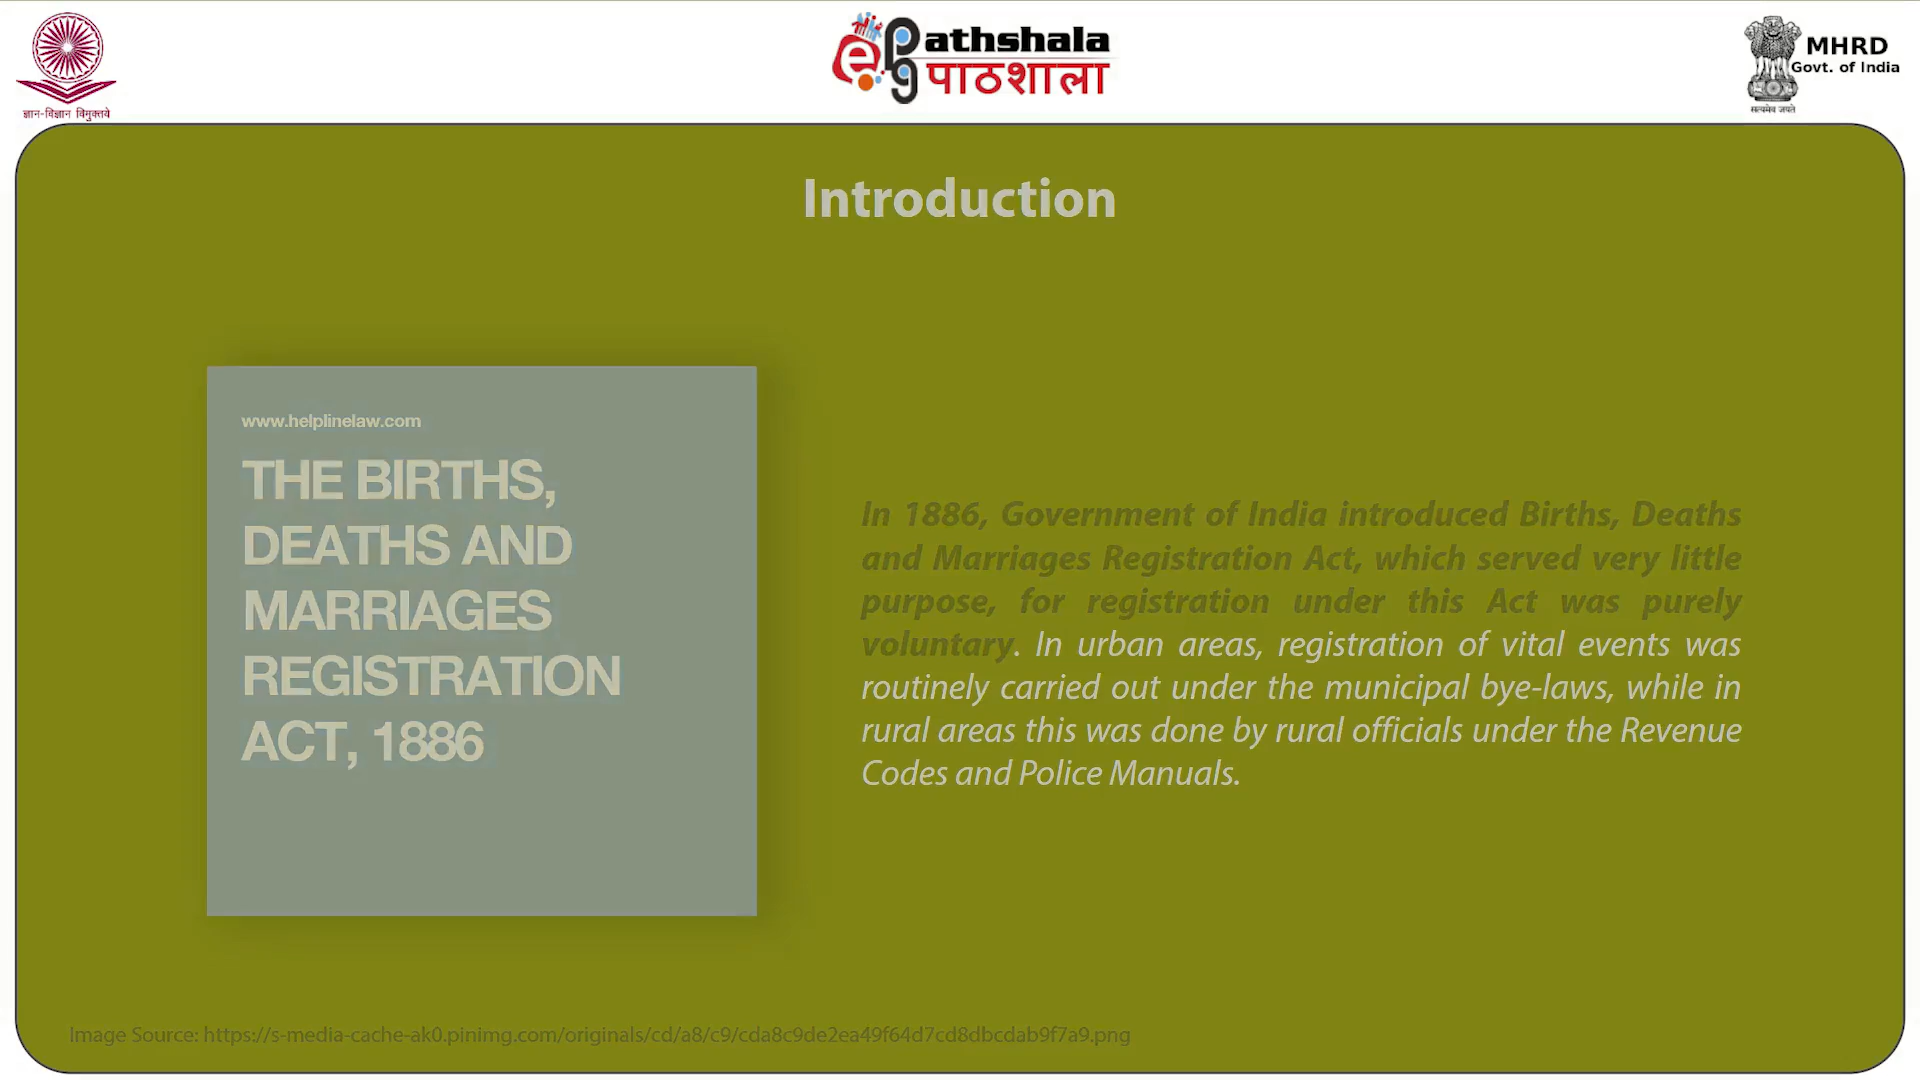 ज्ञान-विज्ञान विमुक्तये
e
pg
athshala
पाठशाला
MHRD
Govt. of India
सत्यमेव जयते
Introduction
www.helplinelaw.com
THE BIRTHS,
DEATHS AND
MARRIAGES
REGISTRATION
ACT, 1886
In 1886, Government of India introduced Births, Deaths
and Marriages Registration Act, which served very little
purpose, for registration under this Act was purely
voluntary. In urban areas, registration of vital events was
routinely carried out under the municipal bye-laws, while in
rural areas this was done by rural officials under the Revenue
Codes and Police Manuals.
Image Source: https://s-media-cache-ak0.pinimg.com/originals/cd/a8/c9/cda8c9de2ea49f64d7cd8dbcdab9f7a9.png